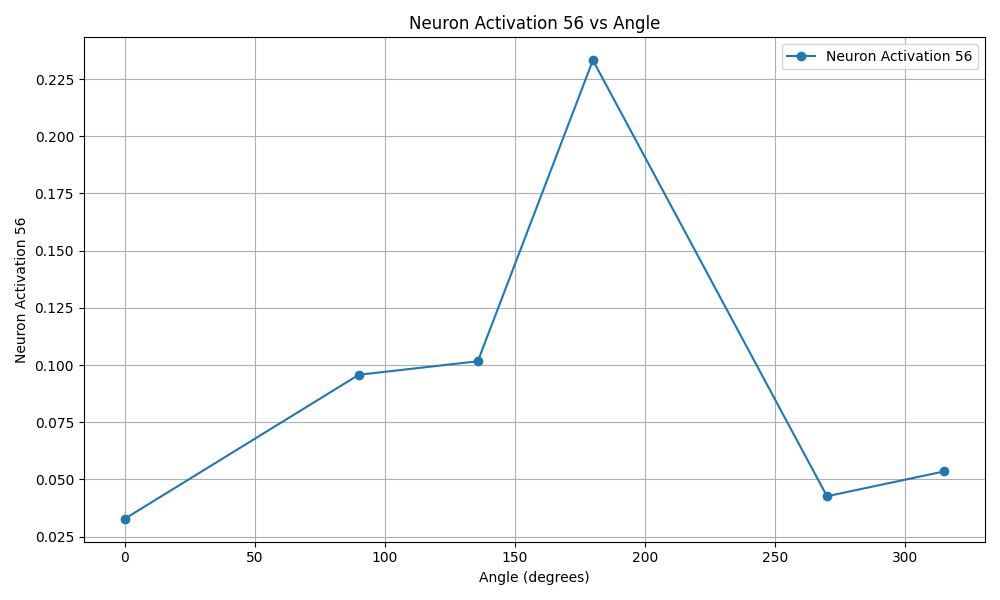 Neuron Activation 56 vs Angle
Neuron Activation 56
0.225
0.200
0.175
0.150
0.125
0.100
0.075
0.050
0.025
Neuron Activation 56
0 50 100 150 200 250 300
Angle (degrees)